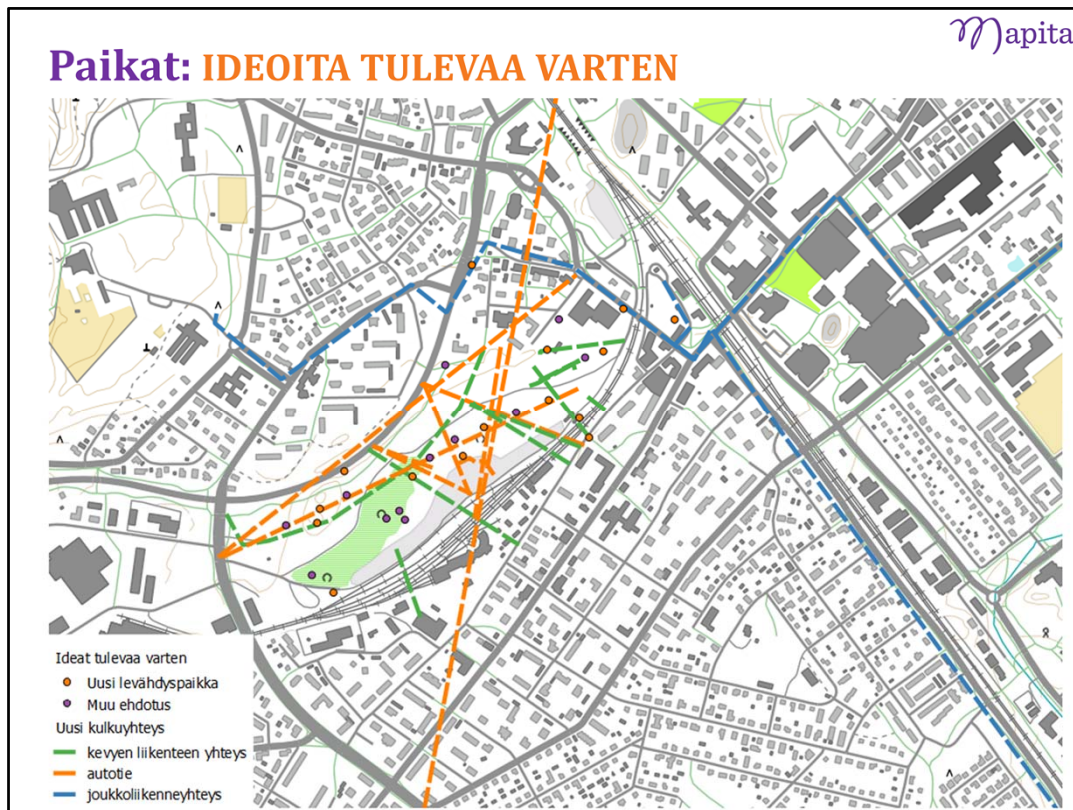 Mapita
Paikat: IDEOITA TULEVAA VARTEN
Ideat tulevaa varten
Uusi levähdyspaikka
Muu ehdotus
Uusi kulkuyhteys
kevyen liikenteen yhteys
autotie
joukkoliikenneyhteys